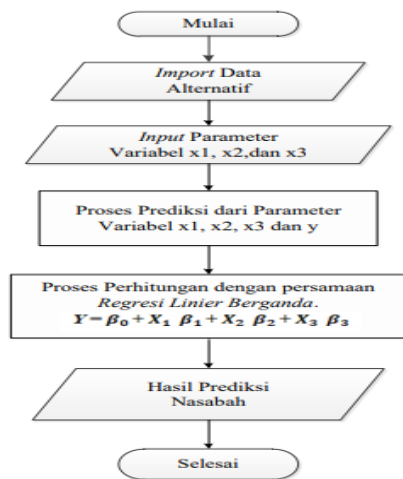 Mulai
Import Data
Alternatif
Input Parameter
Variabel x1, x2,dan x3
Proses Prediksi dari Parameter
Variabel x1, x2, x3 dan y
Proses Perhitungan dengan persamaan
Regresi Linier Berganda.
Y=β₀+X₁ β₁+X₂ β₂+X₃ β₃
Hasil Prediksi
Nasabah
Selesai